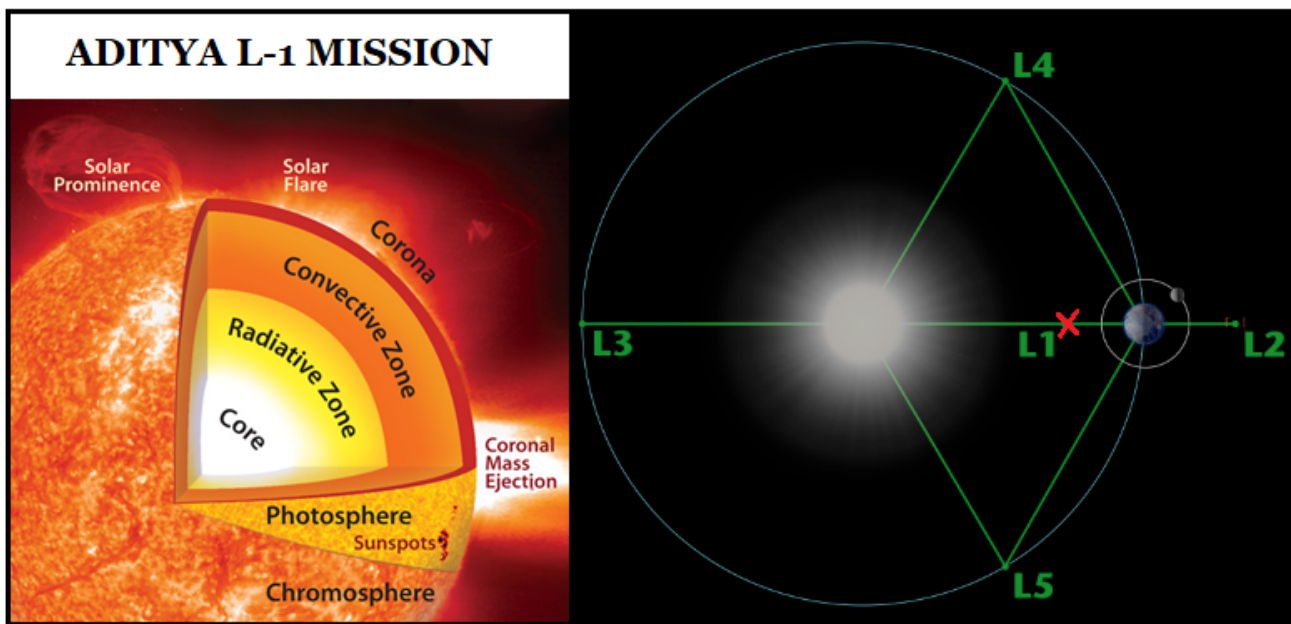 ADITYA L-1 MISSION
Solar
Prominence
Solar
Flare
Corona
Convective Zone
Radiative Zone
Core
Coronal
Mass
Ejection
Photosphere
Sunspots
Chromosphere
L4
L3
L1
L2
L5